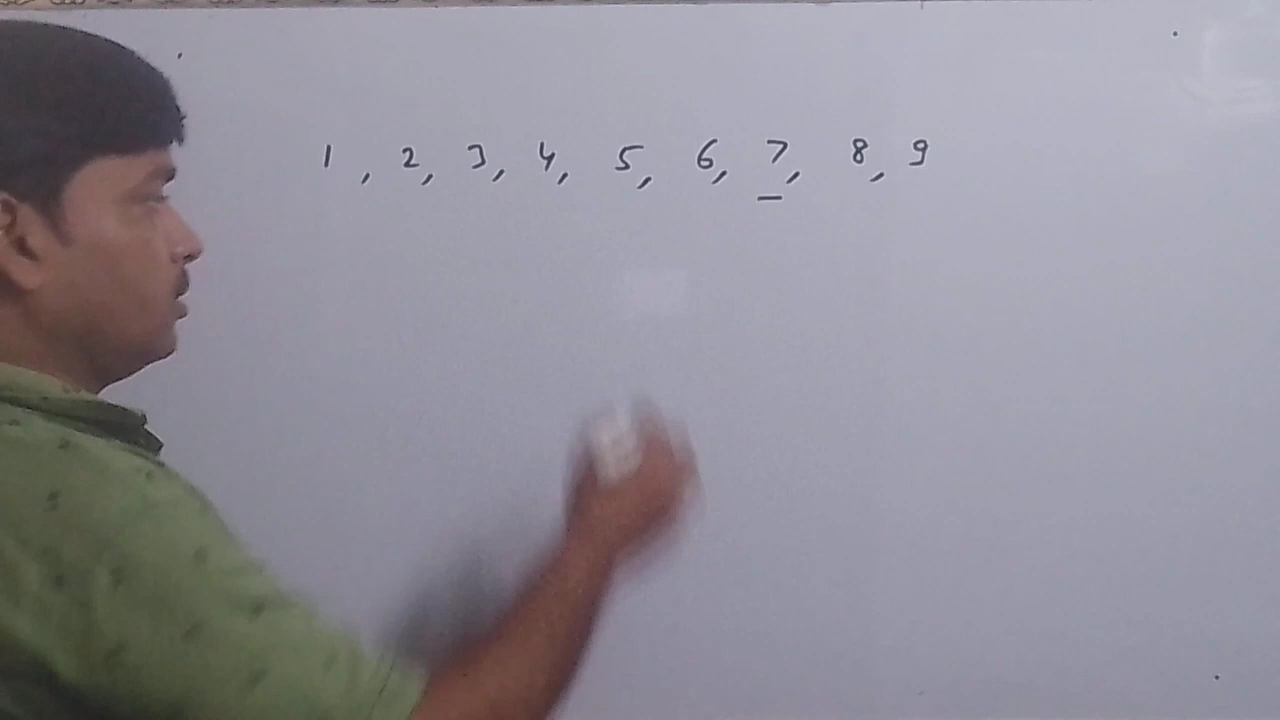 1, 2, 3, 4, 5, 6, 7, 8, 9